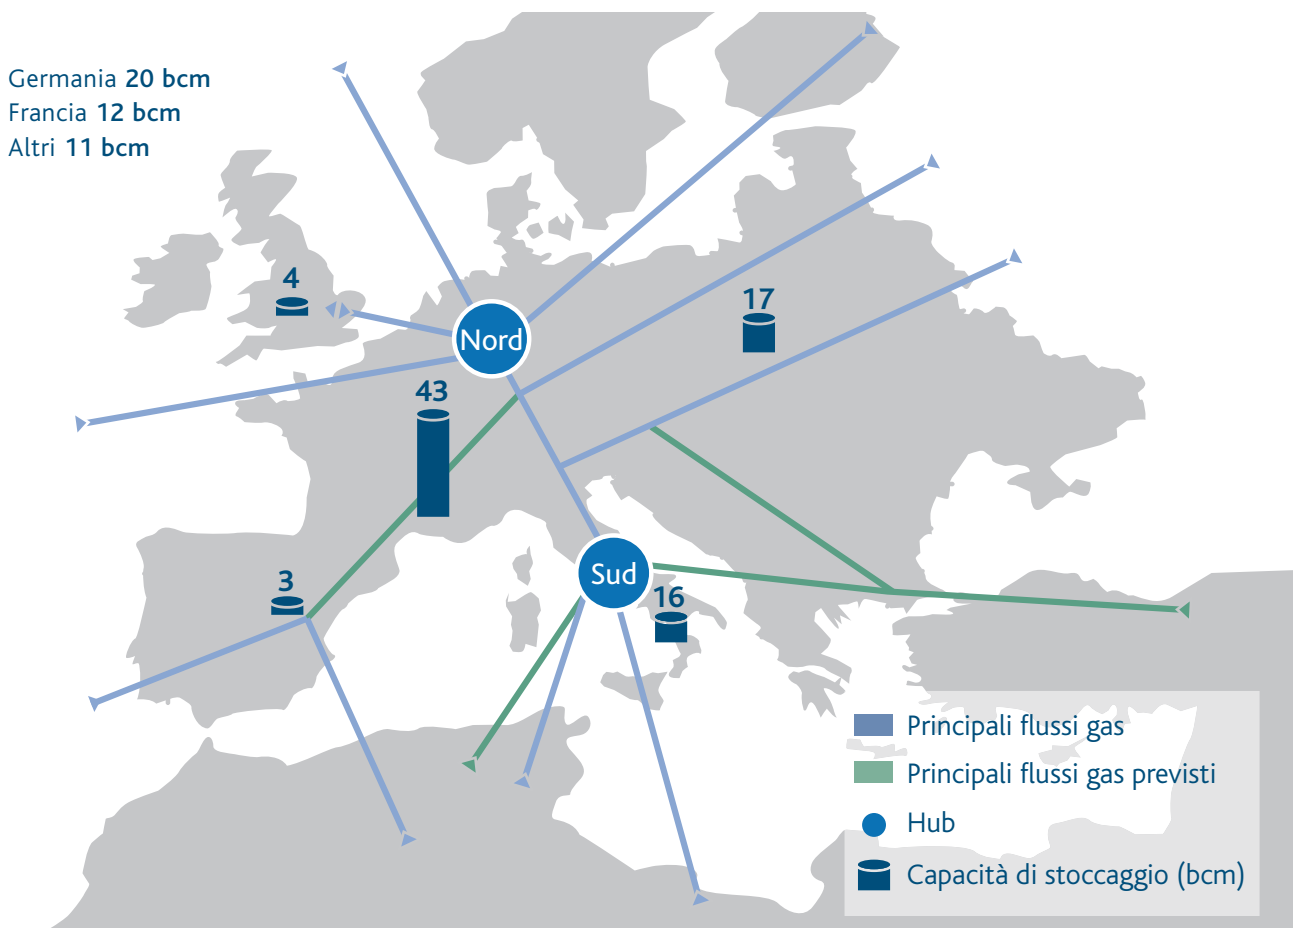 Germania 20 bcm
Francia 12 bcm
Altri 11 bcm
4
17
Nord
43
Sud
3
16
Principali flussi gas
Principali flussi gas previsti
Hub
Capacità di stoccaggio (bcm)